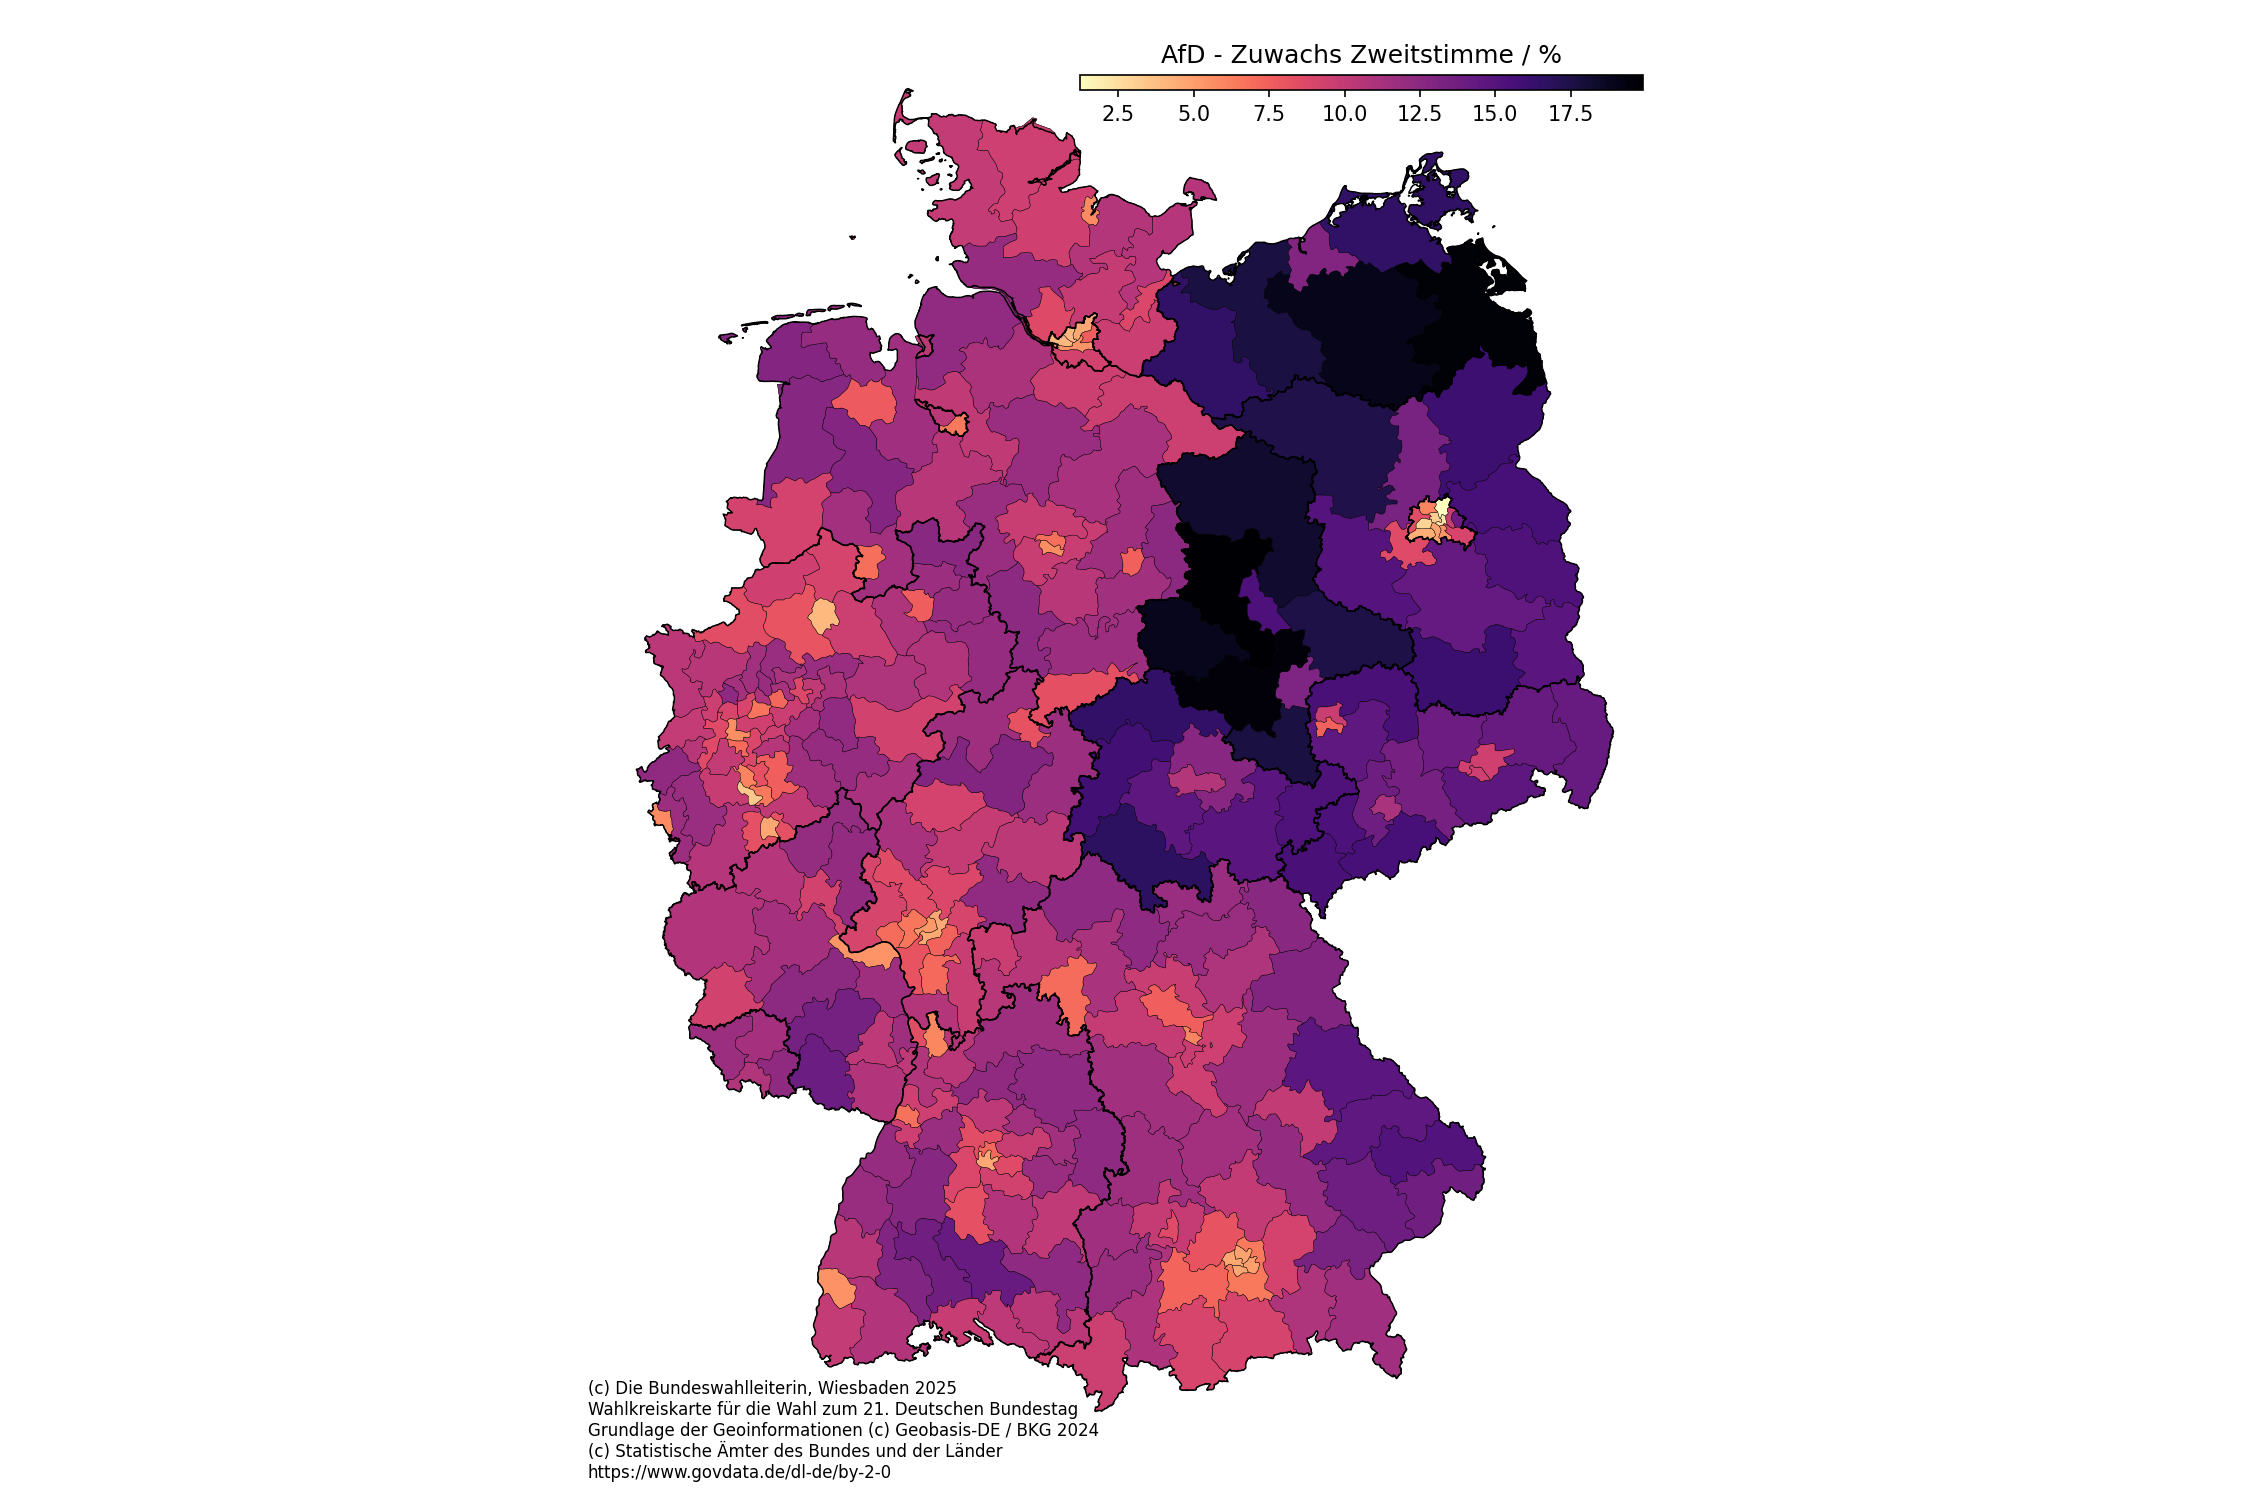 AfD - Zuwachs Zweitstimme / %
2.5 5.0 7.5 10.0 12.5 15.0 17.5
(c) Die Bundeswahlleiterin, Wiesbaden 2025
Wahlkreiskarte für die Wahl zum 21. Deutschen Bundestag
Grundlage der Geoinformationen (c) Geobasis-DE / BKG 2024
(c) Statistische Ämter des Bundes und der Länder
https://www.govdata.de/dl-de/by-2-0